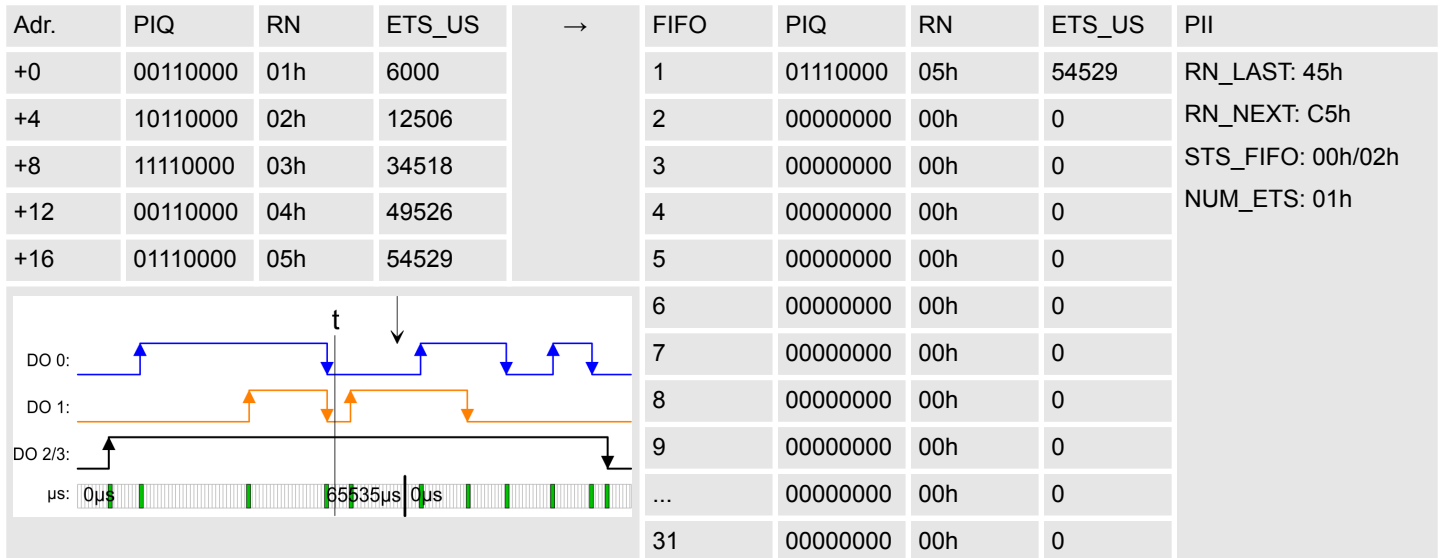 Adr. PIQ RN ETS_US → FIFO PIQ RN ETS_US PII
+0 00110000 01h 6000 1 01110000 05h 54529 RN_LAST: 45h
+4 10110000 02h 12506 2 00000000 00h 0 RN_NEXT: C5h
+8 11110000 03h 34518 3 00000000 00h 0 STS_FIFO: 00h/02h
+12 00110000 04h 49526 4 00000000 00h 0 NUM_ETS: 01h
+16 01110000 05h 54529 5 00000000 00h 0
6 00000000 00h 0
t
DO 0: 7 00000000 00h 0
DO 1: 8 00000000 00h 0
DO 2/3: 9 00000000 00h 0
µs: 0µs 65535µs 0µs ... 00000000 00h 0
31 00000000 00h 0